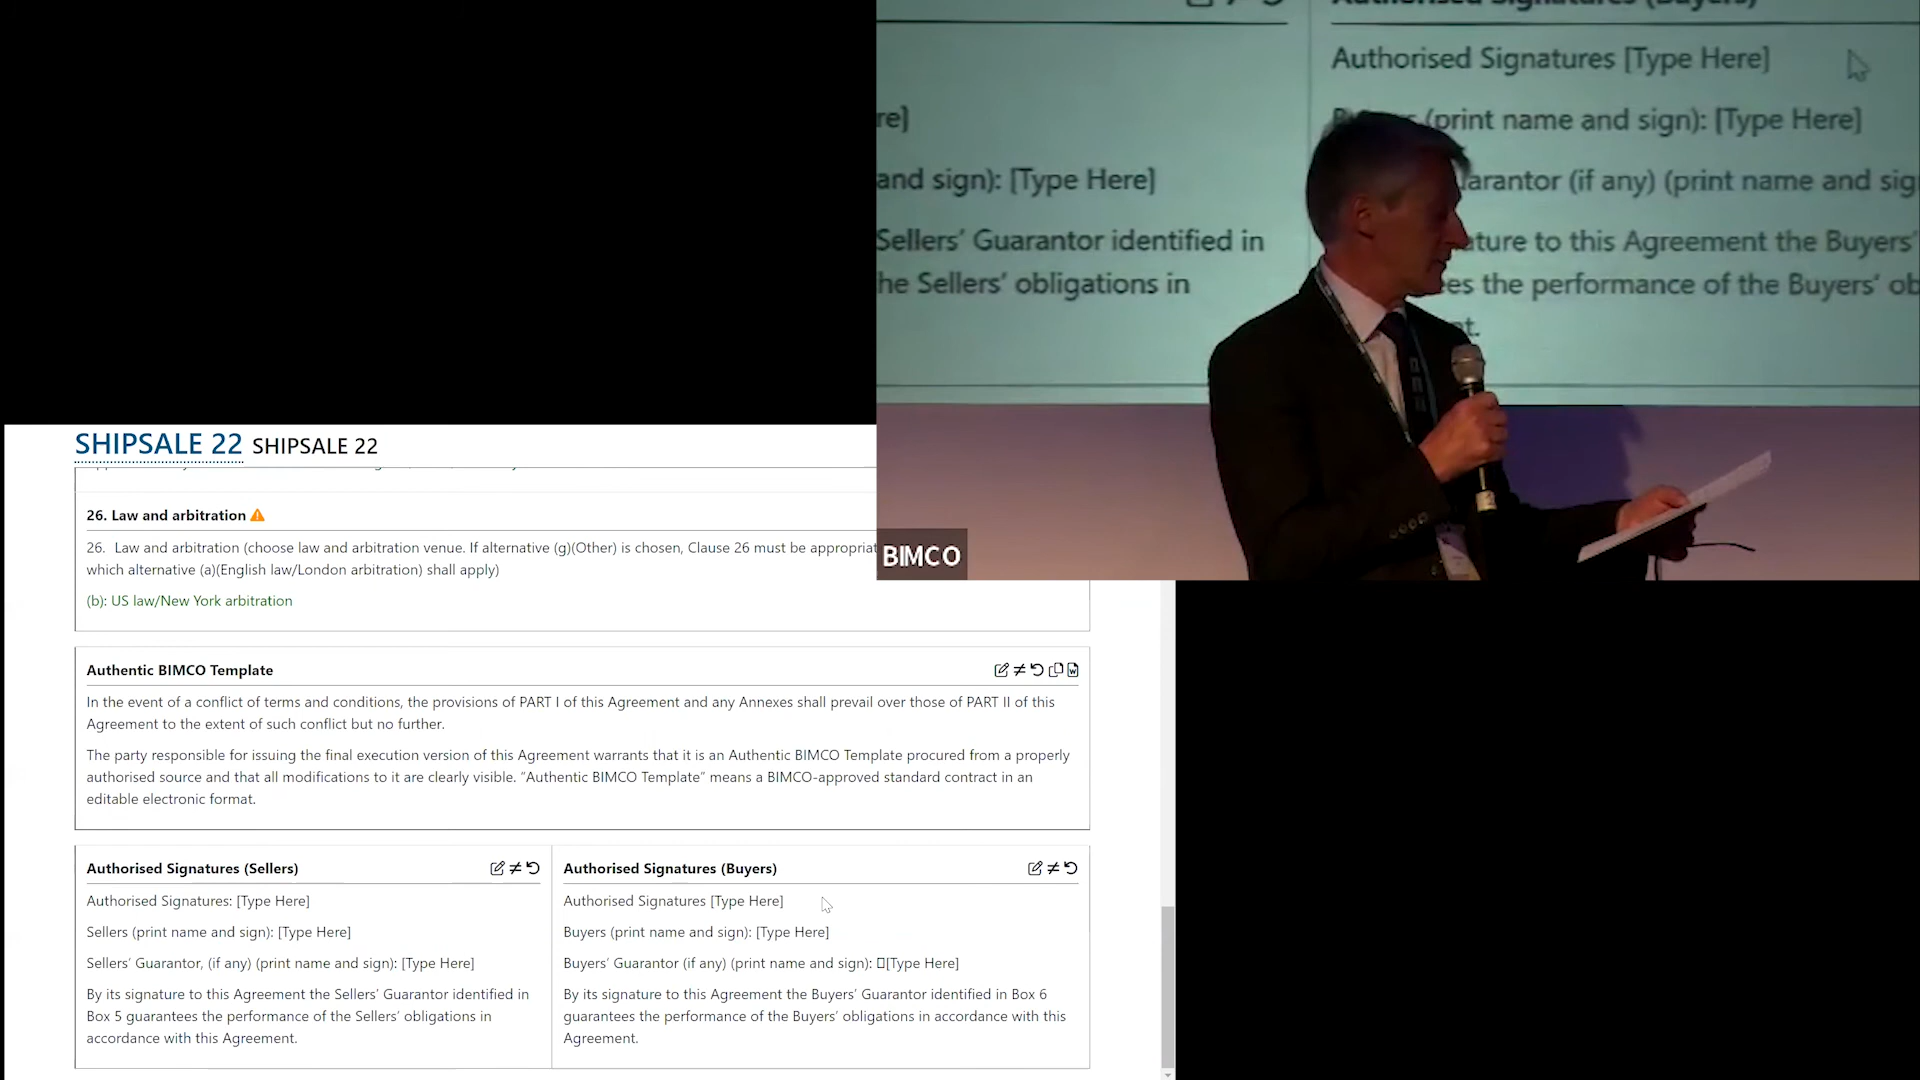 Authorised Signatures [Type Here]
re]
(print name and sign): [Type Here]
and sign): [Type Here]
arantor (if any) (print name and sig
Sellers' Guarantor identified in
ture to this Agreement the Buyers'
he Sellers' obligations in
es the performance of the Buyers' ob
BIMCO
SHIPSALE 22 SHIPSALE 22
26. Law and arbitration
26. Law and arbitration (choose law and arbitration venue. If alternative (g)(Other) is chosen, Clause 26 must be appropriat
which alternative (a)(English law/London arbitration) shall apply)
(b): US law/New York arbitration
Authentic BIMCO Template
In the event of a conflict of terms and conditions, the provisions of PART I of this Agreement and any Annexes shall prevail over those of PART II of this
Agreement to the extent of such conflict but no further.
The party responsible for issuing the final execution version of this Agreement warrants that it is an Authentic BIMCO Template procured from a properly
authorised source and that all modifications to it are clearly visible. “Authentic BIMCO Template” means a BIMCO-approved standard contract in an
editable electronic format.
Authorised Signatures (Sellers)
Authorised Signatures: [Type Here]
Sellers (print name and sign): [Type Here]
Sellers' Guarantor, (if any) (print name and sign): [Type Here]
By its signature to this Agreement the Sellers' Guarantor identified in
Box 5 guarantees the performance of the Sellers' obligations in
accordance with this Agreement.
Authorised Signatures (Buyers)
Authorised Signatures [Type Here]
Buyers (print name and sign): [Type Here]
Buyers' Guarantor (if any) (print name and sign): [Type Here]
By its signature to this Agreement the Buyers' Guarantor identified in Box 6
guarantees the performance of the Buyers' obligations in accordance with this
Agreement.